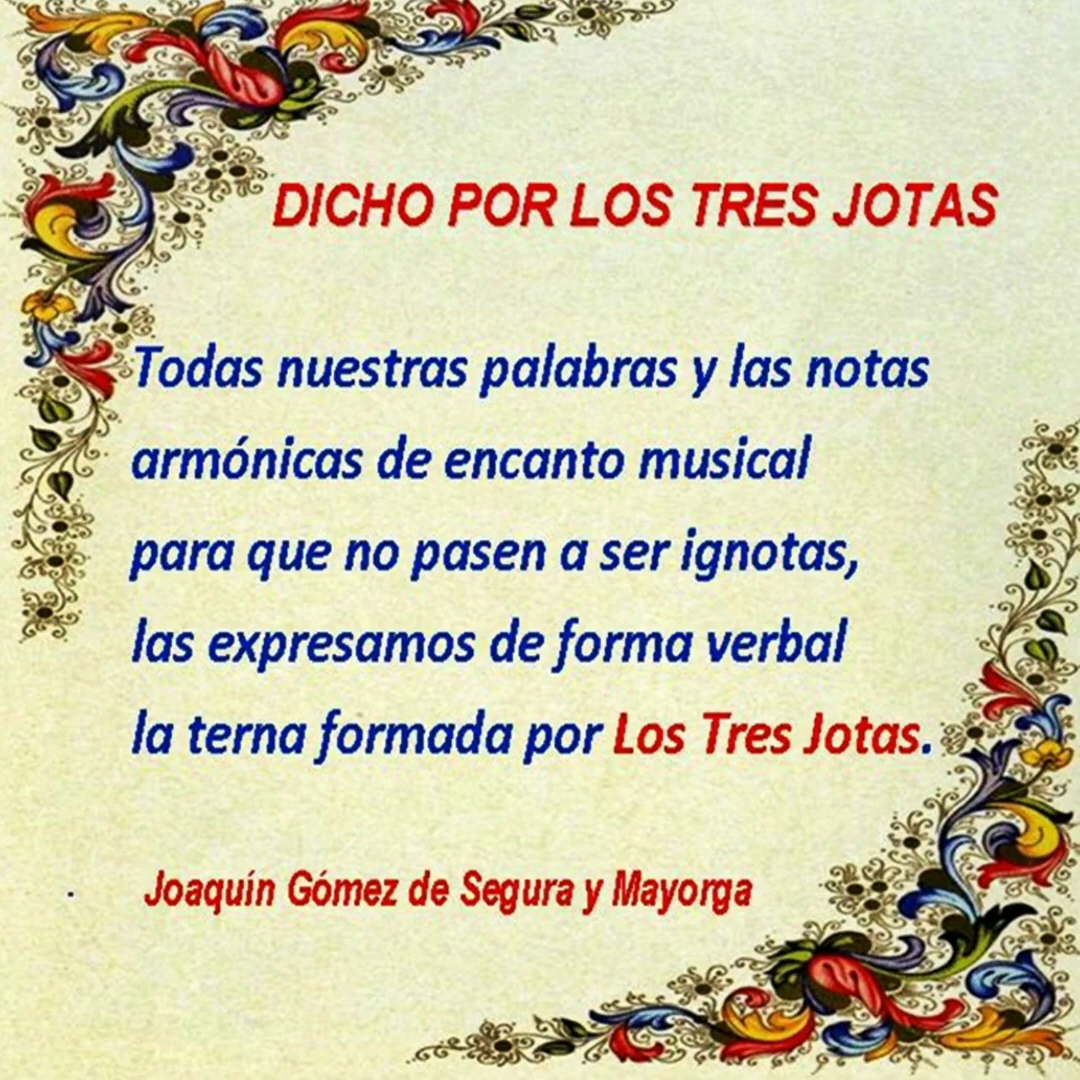 DICHO POR LOS TRES JOTAS
Todas nuestras palabras y las notas
armónicas de encanto musical
para que no pasen a ser ignotas,
las expresamos de forma verbal
la terna formada por Los Tres Jotas.
Joaquín Gómez de Segura y Mayorga